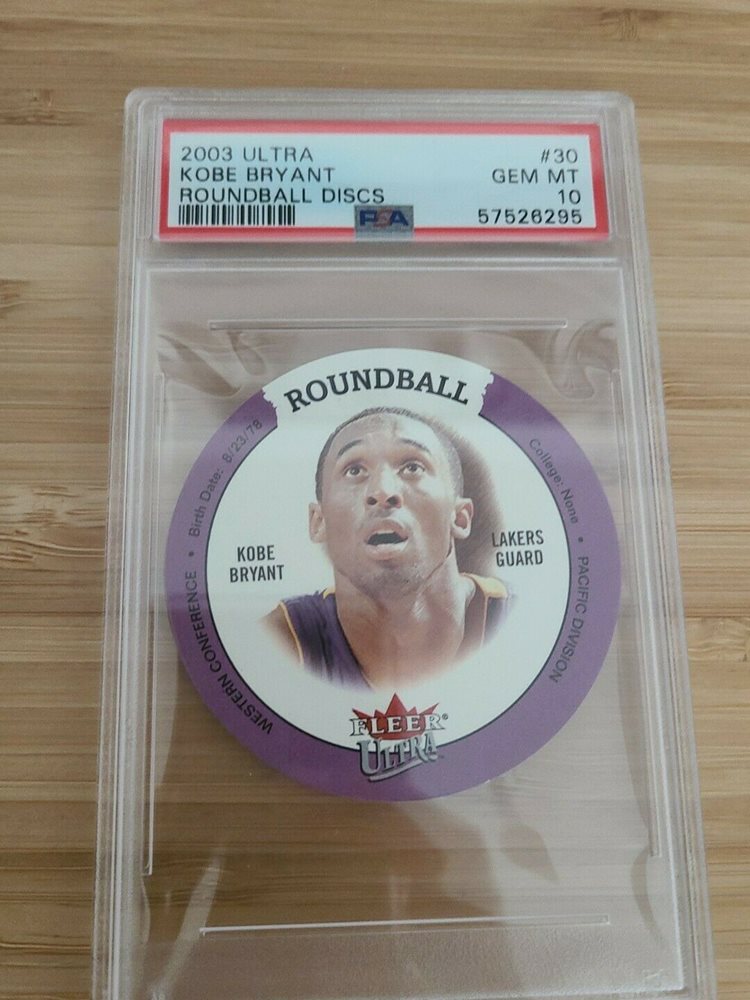 2003 ULTRA #30
KOBE BRYANT GEM MT
ROUNDBALL DISCS 10
PSA 57526295
ROUNDBALL
Birth Date: 8/23/78
College: None
KOBE
BRYANT
LAKERS
GUARD
WESTERN CONFERENCE •
• PACIFIC DIVISION
FLEER®
ULTRA